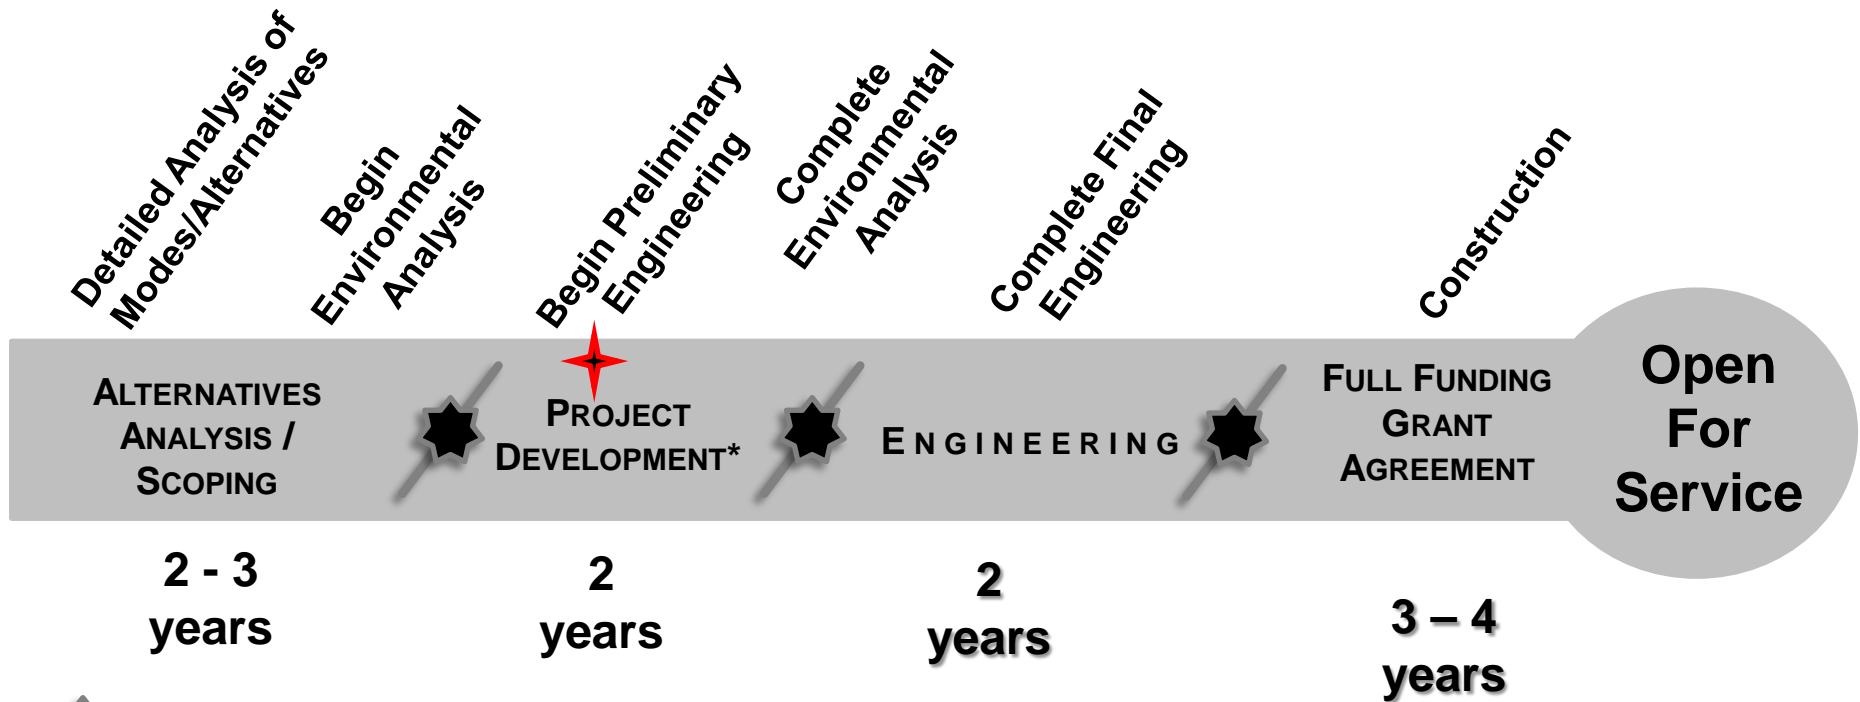 Detailed Analysis of
Modes/Alternatives
Begin
Environmental
Analysis
Begin Preliminary
Engineering
Complete
Environmental
Analysis
Complete Final
Engineering
Construction
ALTERNATIVES
ANALYSIS /
SCOPING
PROJECT
DEVELOPMENT*
ENGINEERING
FULL FUNDING
GRANT
AGREEMENT
Open
For
Service
2 - 3
years
2
years
2
years
3 – 4
years